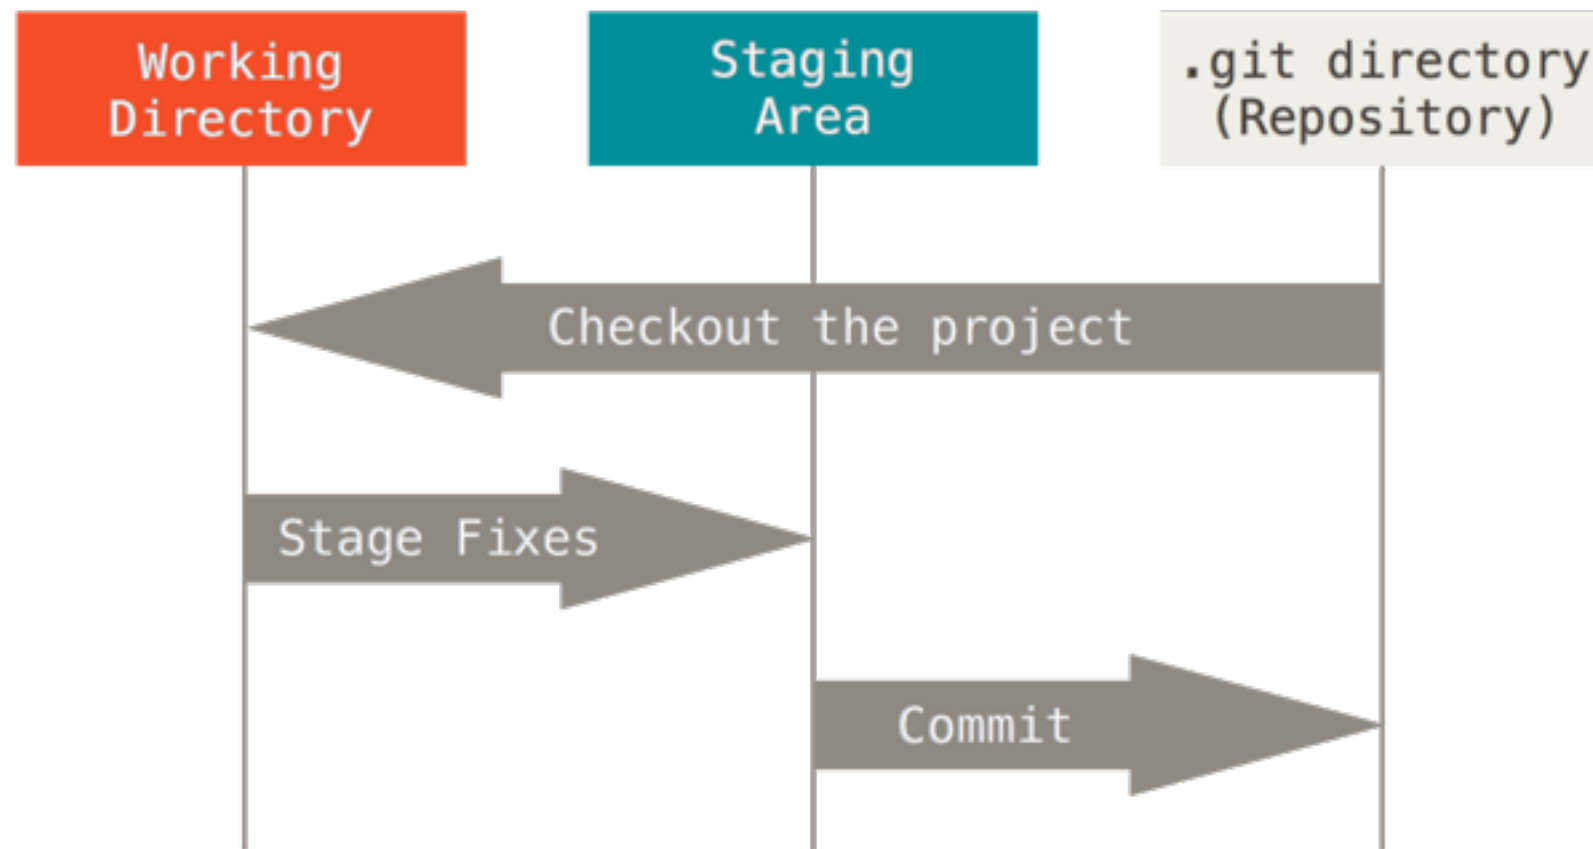 Working
Directory
Staging
Area
.git directory
(Repository)
Checkout the project
Stage Fixes
Commit